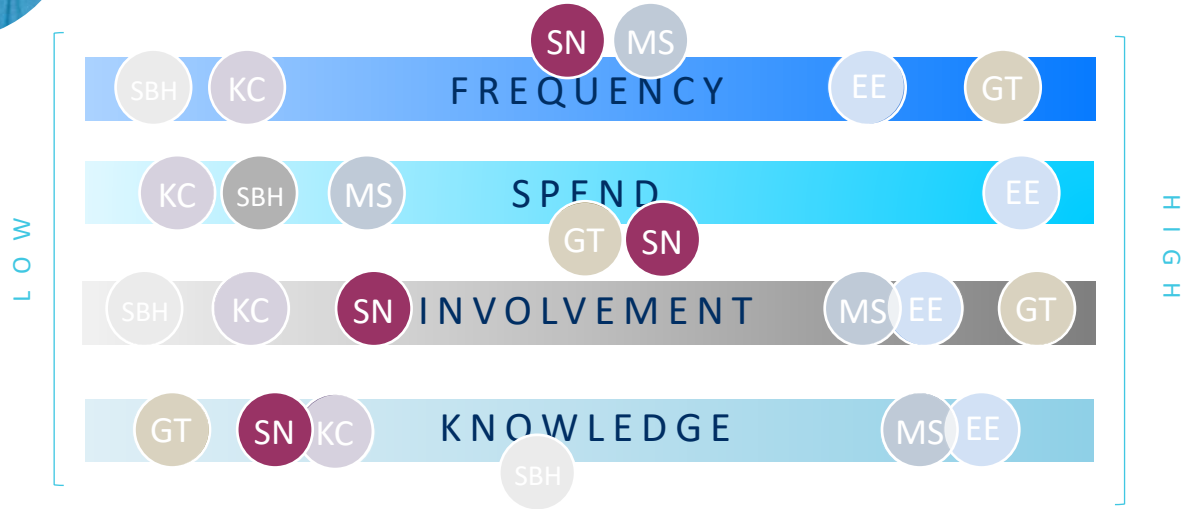 SN MS
SBH KC FREQUENCY EE GT
KC SBH MS SPEND EE
GT SN
LOW
HIGH
SBH KC SN INVOLVEMENT MS EE GT
GT SN KC KNOWLEDGE MS EE
SBH